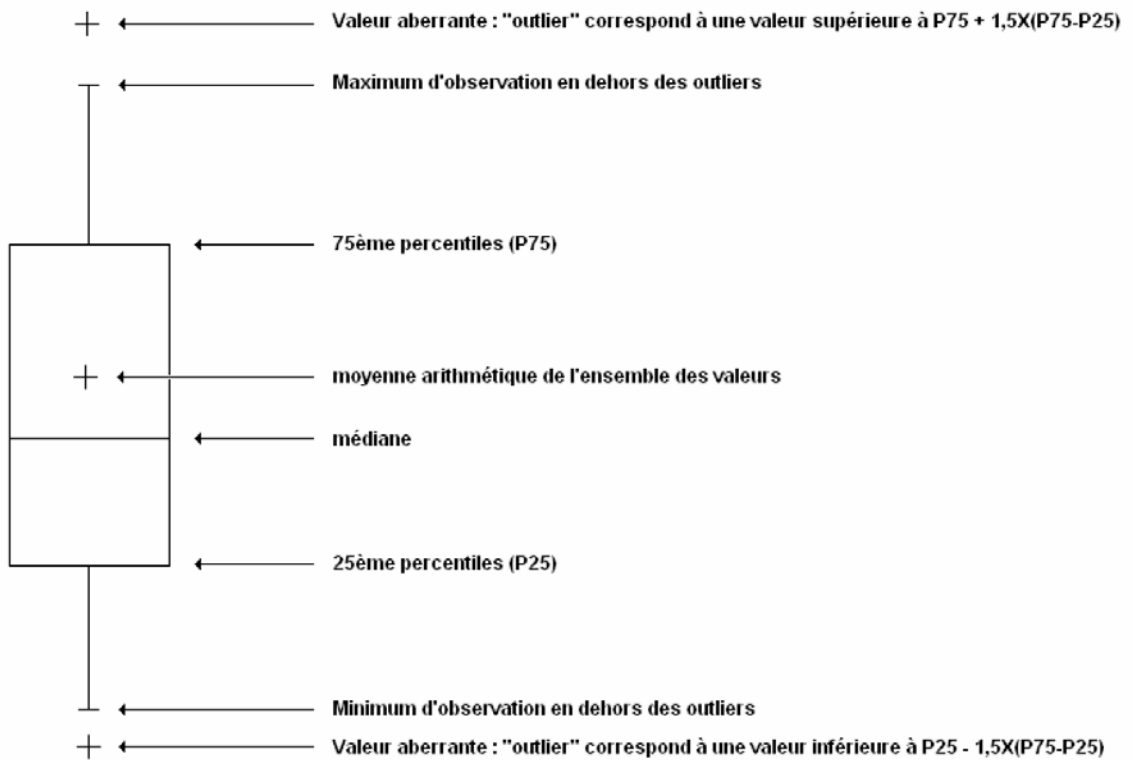 Valeur aberrante : "outlier" correspond à une valeur supérieure à P75 + 1,5X(P75-P25)
Maximum d'observation en dehors des outliers
75ème percentiles (P75)
moyenne arithmétique de l'ensemble des valeurs
médiane
25ème percentiles (P25)
Minimum d'observation en dehors des outliers
Valeur aberrante : "outlier" correspond à une valeur inférieure à P25 - 1,5X(P75-P25)